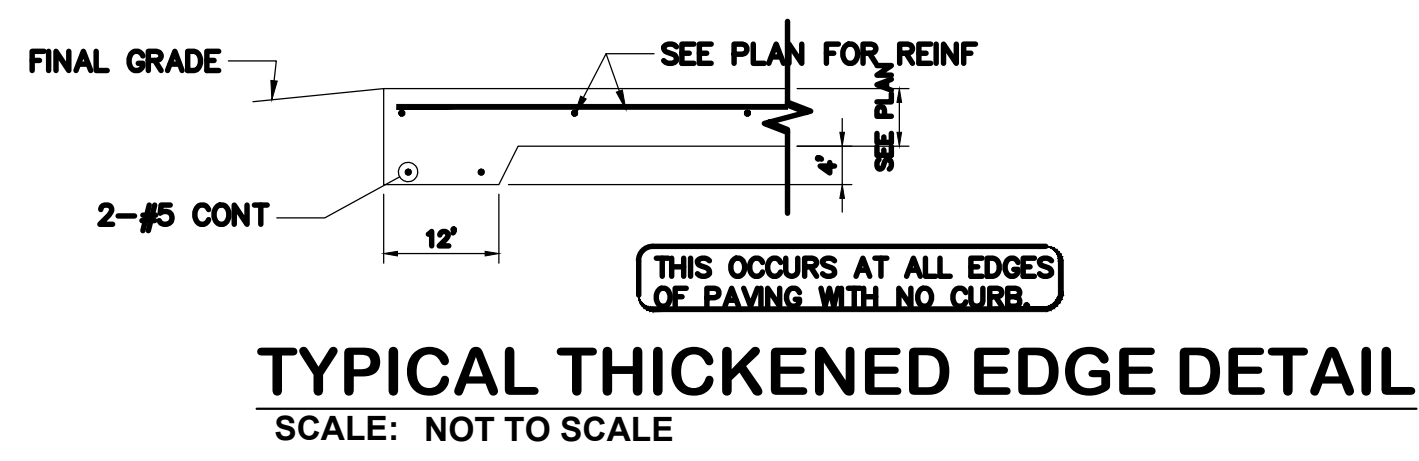 FINAL GRADE
SEE PLAN FOR REINF
SEE PLAN
4'
2-#5 CONT
12'
THIS OCCURS AT ALL EDGES
OF PAVING WITH NO CURB.
TYPICAL THICKENED EDGE DETAIL
SCALE: NOT TO SCALE